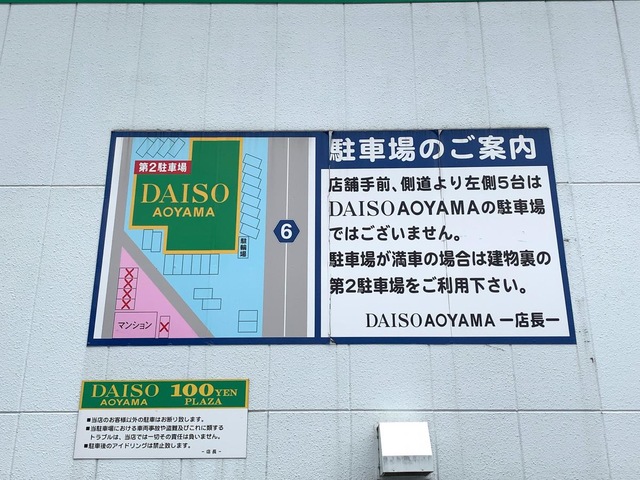 第2駐車場
DAISO
AOYAMA
6
駐輪場
マンション
駐車場のご案内
店舗手前、側道より左側5台は
DAISO AOYAMAの駐車場
ではございません。
駐車場が満車の場合は建物裏の
第2駐車場をご利用下さい。
DAISO AOYAMA ー店長ー
DAISO 100YEN
AOYAMA PLAZA
■当店のお客様以外の駐車はお断り致します。
■当駐車場における車両事故や盗難及びこれに類する
トラブルは、当店では一切その責任は負いません。
■駐車後のアイドリングは禁止致します。
- 店長 -